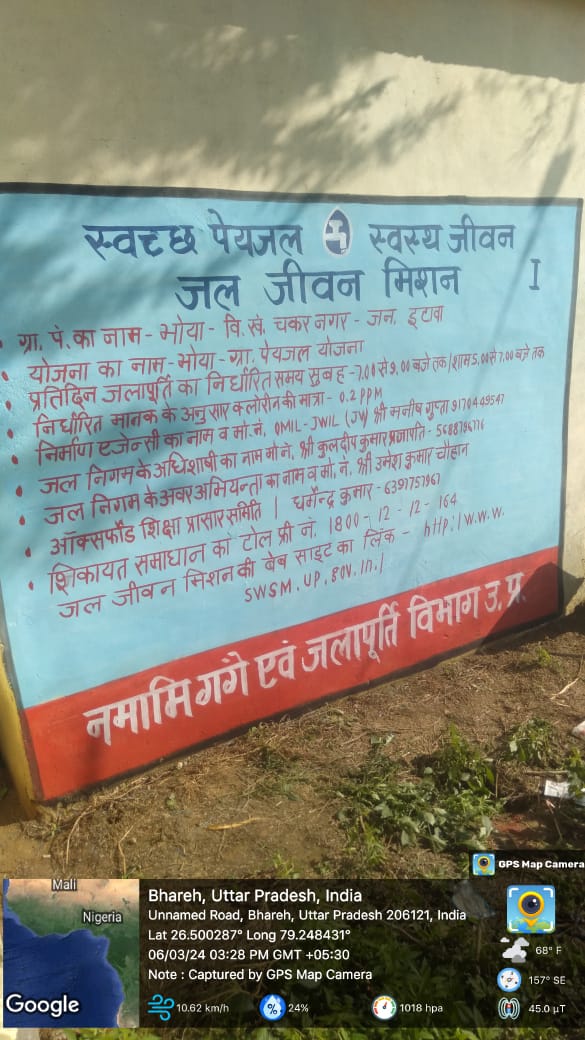 स्वच्छ पेयजल स्वस्थ जीवन
जल जीवन मिशन I
• ग्रा. पं. का नाम - भोया - वि. खं. चकर नगर - जन. इटावा
• योजना का नाम - भोया - ग्रा. पेयजल योजना
• प्रतिदिन जलापूर्ति का निर्धारित समय सुबह - 7.00 से 9.00 बजे तक / शाम 5.00 से 7.00 बजे तक
• निर्धारित मानक के अनुसार क्लोरीन की मात्रा - 0.2 PPM
• निर्माण एजेन्सी का नाम व मो. नं. OMIL-JWIL (JV) श्री मनीष गुप्ता 9170449547
• जल निगम के अधिशाषी का नाम मो नं. श्री कुलदीप कुमार प्रजापति -
• जल निगम के अवर अभियन्ता का नाम व मो. नं. श्री उमेश कुमार चौहान
• ऑक्सफोर्ड शिक्षा प्रासार समिति | धर्मेन्द्र कुमार - 6391757961
• शिकायत समाधान का टोल फ्री नं. 1800-12-12-164
जल जीवन मिशन की बेब साइट का लिंक - http:|www.
SWSM.UP.gov.in.|
नमामि गंगे एवं जलापूर्ति विभाग उ. प्र.
GPS Map Camera
Mali
Nigeria
Google
Bhareh, Uttar Pradesh, India
Unnamed Road, Bhareh, Uttar Pradesh 206121, India
Lat 26.500287° Long 79.248431°
06/03/24 03:28 PM GMT +05:30
Note : Captured by GPS Map Camera
68° F
157° SE
10.62 km/h
24%
1018 hpa
45.0 µT